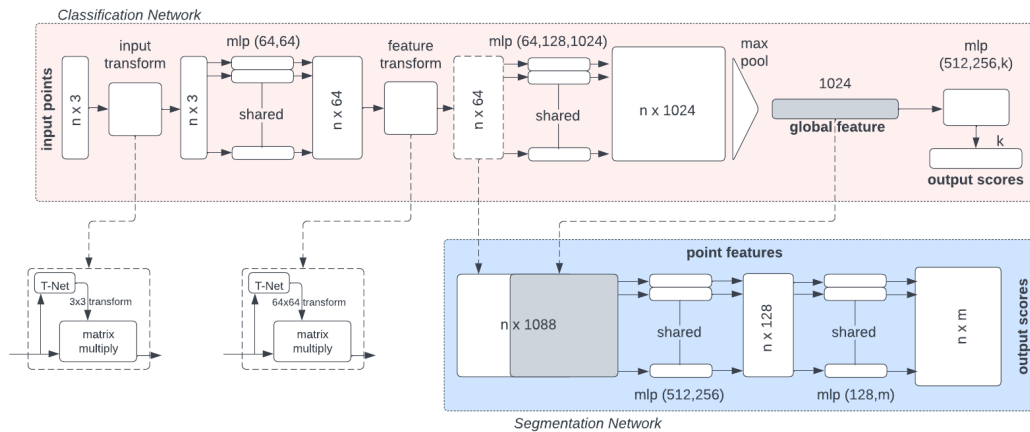 Classification Network
input points
n x 3
input
transform
n x 3
mlp (64,64)
shared
n x 64
feature
transform
n x 64
mlp (64,128,1024)
shared
n x 1024
max
pool
1024
global feature
mlp
(512,256,k)
k
output scores
T-Net
3x3 transform
matrix
multiply
T-Net
64x64 transform
matrix
multiply
point features
n x 1088
shared
mlp (512,256)
n x 128
shared
mlp (128,m)
n x m
output scores
Segmentation Network